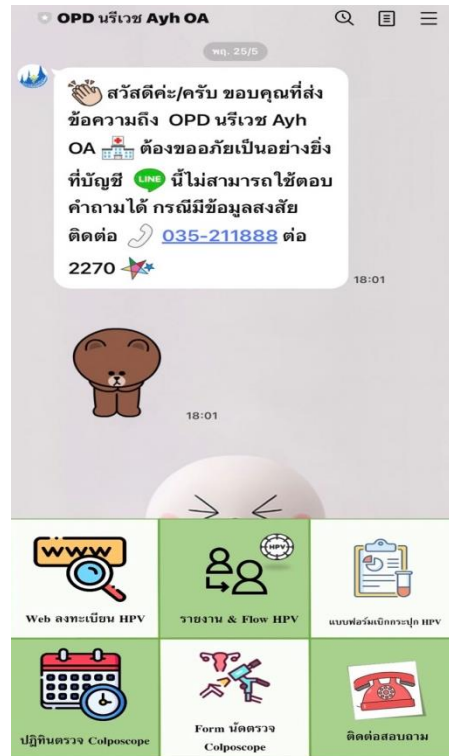 OPD นรีเวช Ayh OA
พฤ. 25/5
สวัสดีค่ะ/ครับ ขอบคุณที่ส่ง
ข้อความถึง OPD นรีเวช Ayh
OA ต้องขออภัยเป็นอย่างยิ่ง
ที่บัญชี LINE นี้ไม่สามารถใช้ตอบ
คำถามได้ กรณีมีข้อมูลสงสัย
ติดต่อ 035-211888 ต่อ
2270
18:01
18:01
WWW
Web ลงทะเบียน HPV
HPV
รายงาน & Flow HPV
แบบฟอร์มเบิกกระปุก HPV
ปฏิทินตรวจ Colposcope
Form นัดตรวจ
Colposcope
ติดต่อสอบถาม